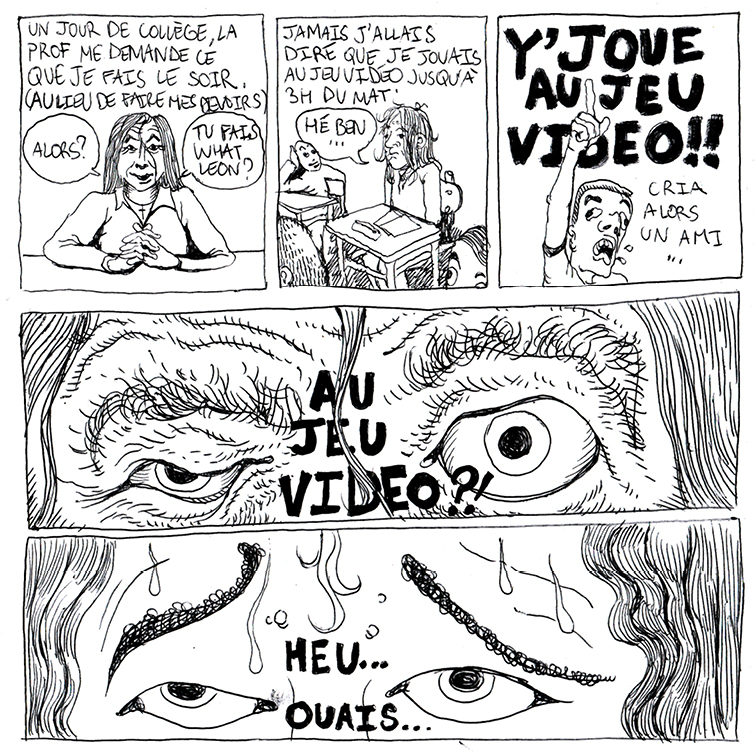 UN JOUR DE COLLÈGE, LA
PROF ME DEMANDE CE
QUE JE FAIS LE SOIR.
(AU LIEU DE FAIRE MES DEVOIRS)
ALORS?
TU FAIS
WHAT
LEON?
JAMAIS J'ALLAIS
DIRE QUE JE JOUAIS
AU JEU VIDEO JUSQU'À
3H DU MAT'
HÉ BEN
...
Y'JOUE
AU JEU
VIDEO!!
CRIA
ALORS
UN AMI
...
AU
JEU
VIDEO?!
HEU...
OUAIS...